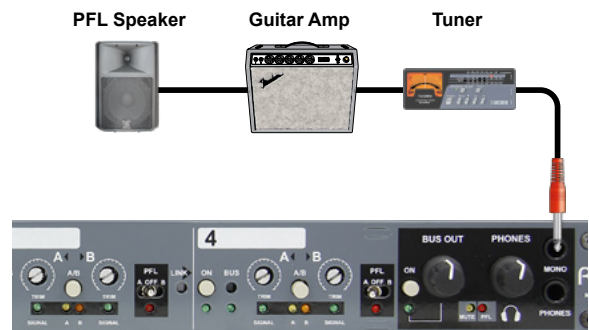 PFL Speaker
Guitar Amp
Tuner
Fender
4
BUS OUT
PHONES
A B
A/B
TRIM
TRIM
PFL
A OFF B
LINK
ON
BUS
A B
A/B
TRIM
TRIM
PFL
A OFF B
ON
MONO
SIGNAL
A
B
SIGNAL
SIGNAL
A
B
SIGNAL
MUTE
PFL
PHONES